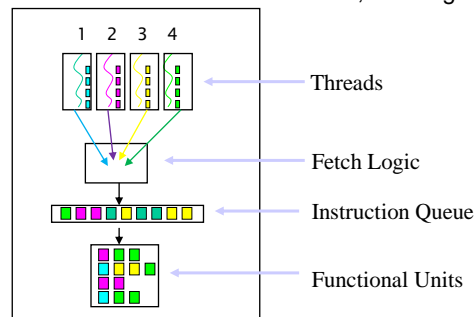 1 2 3 4
Threads
Fetch Logic
Instruction Queue
Functional Units